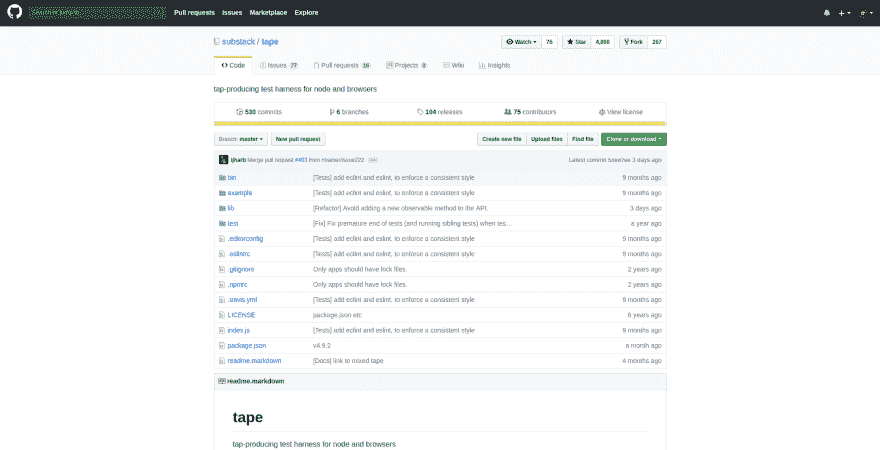 Pull requests Issues Marketplace Explore
substack / tape
Watch 76 Star 4,860 Fork 267
Code Issues 77 Pull requests 16 Projects 0 Wiki Insights
tap-producing test harness for node and browsers
530 commits 6 branches 104 releases 75 contributors View license
Branch: master New pull request Create new file Upload files Find file Clone or download
ljharb Merge pull request #403 from Latest commit 3 days ago
bin [Tests] add eclint and eslint, to enforce a consistent style 9 months ago
example [Tests] add eclint and eslint, to enforce a consistent style 9 months ago
lib [Refactor] Avoid adding a new observable method to the API. 3 days ago
test [Fix] Fix premature end of tests (and running sibling tests) when tes… a year ago
.editorconfig [Tests] add eclint and eslint, to enforce a consistent style 9 months ago
.eslintrc [Tests] add eclint and eslint, to enforce a consistent style 9 months ago
.gitignore Only apps should have lock files. 2 years ago
.npmrc Only apps should have lock files. 2 years ago
.travis.yml [Tests] add eclint and eslint, to enforce a consistent style 9 months ago
LICENSE package.json etc 6 years ago
index.js [Tests] add eclint and eslint, to enforce a consistent style 9 months ago
package.json v4.9.2 a month ago
readme.markdown [Docs] link to mixed tape 4 months ago
readme.markdown
tape
tap-producing test harness for node and browsers